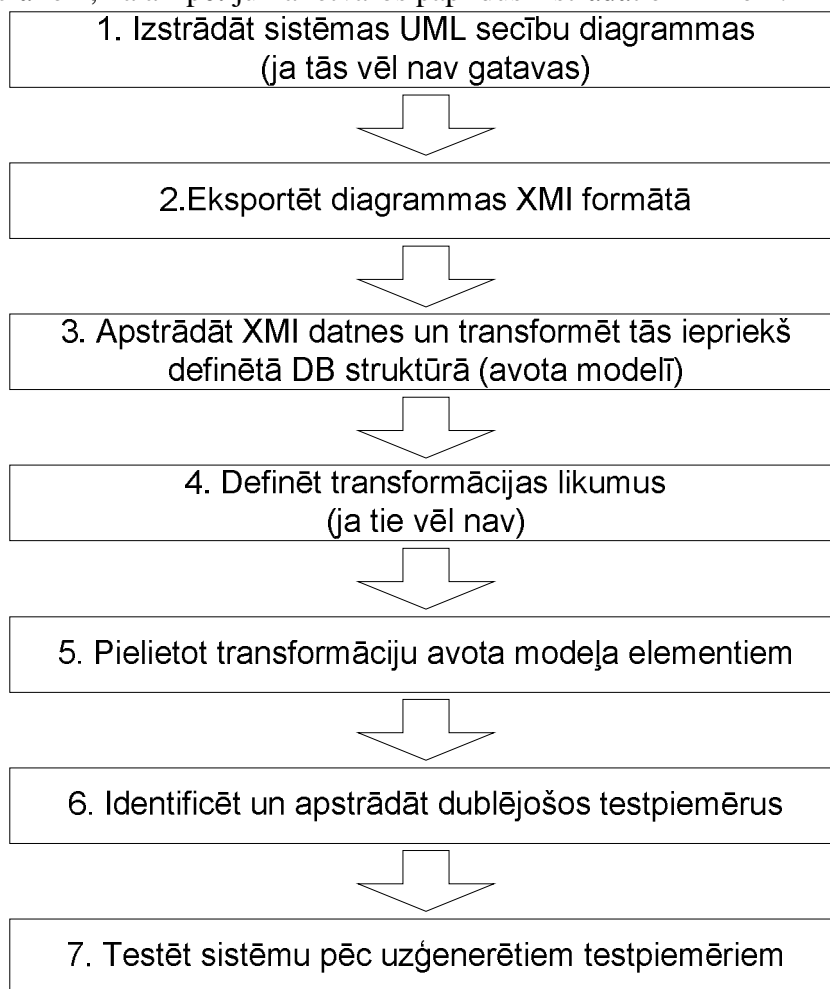 1. Izstrādāt sistēmas UML secību diagrammas
(ja tās vēl nav gatavas)
2.Eksportēt diagrammas XMI formātā
3. Apstrādāt XMI datnes un transformēt tās iepriekš
definētā DB struktūrā (avota modelī)
4. Definēt transformācijas likumus
(ja tie vēl nav)
5. Pielietot transformāciju avota modeļa elementiem
6. Identificēt un apstrādāt dublējošos testpiemērus
7. Testēt sistēmu pēc uzģenerētiem testpiemēriem